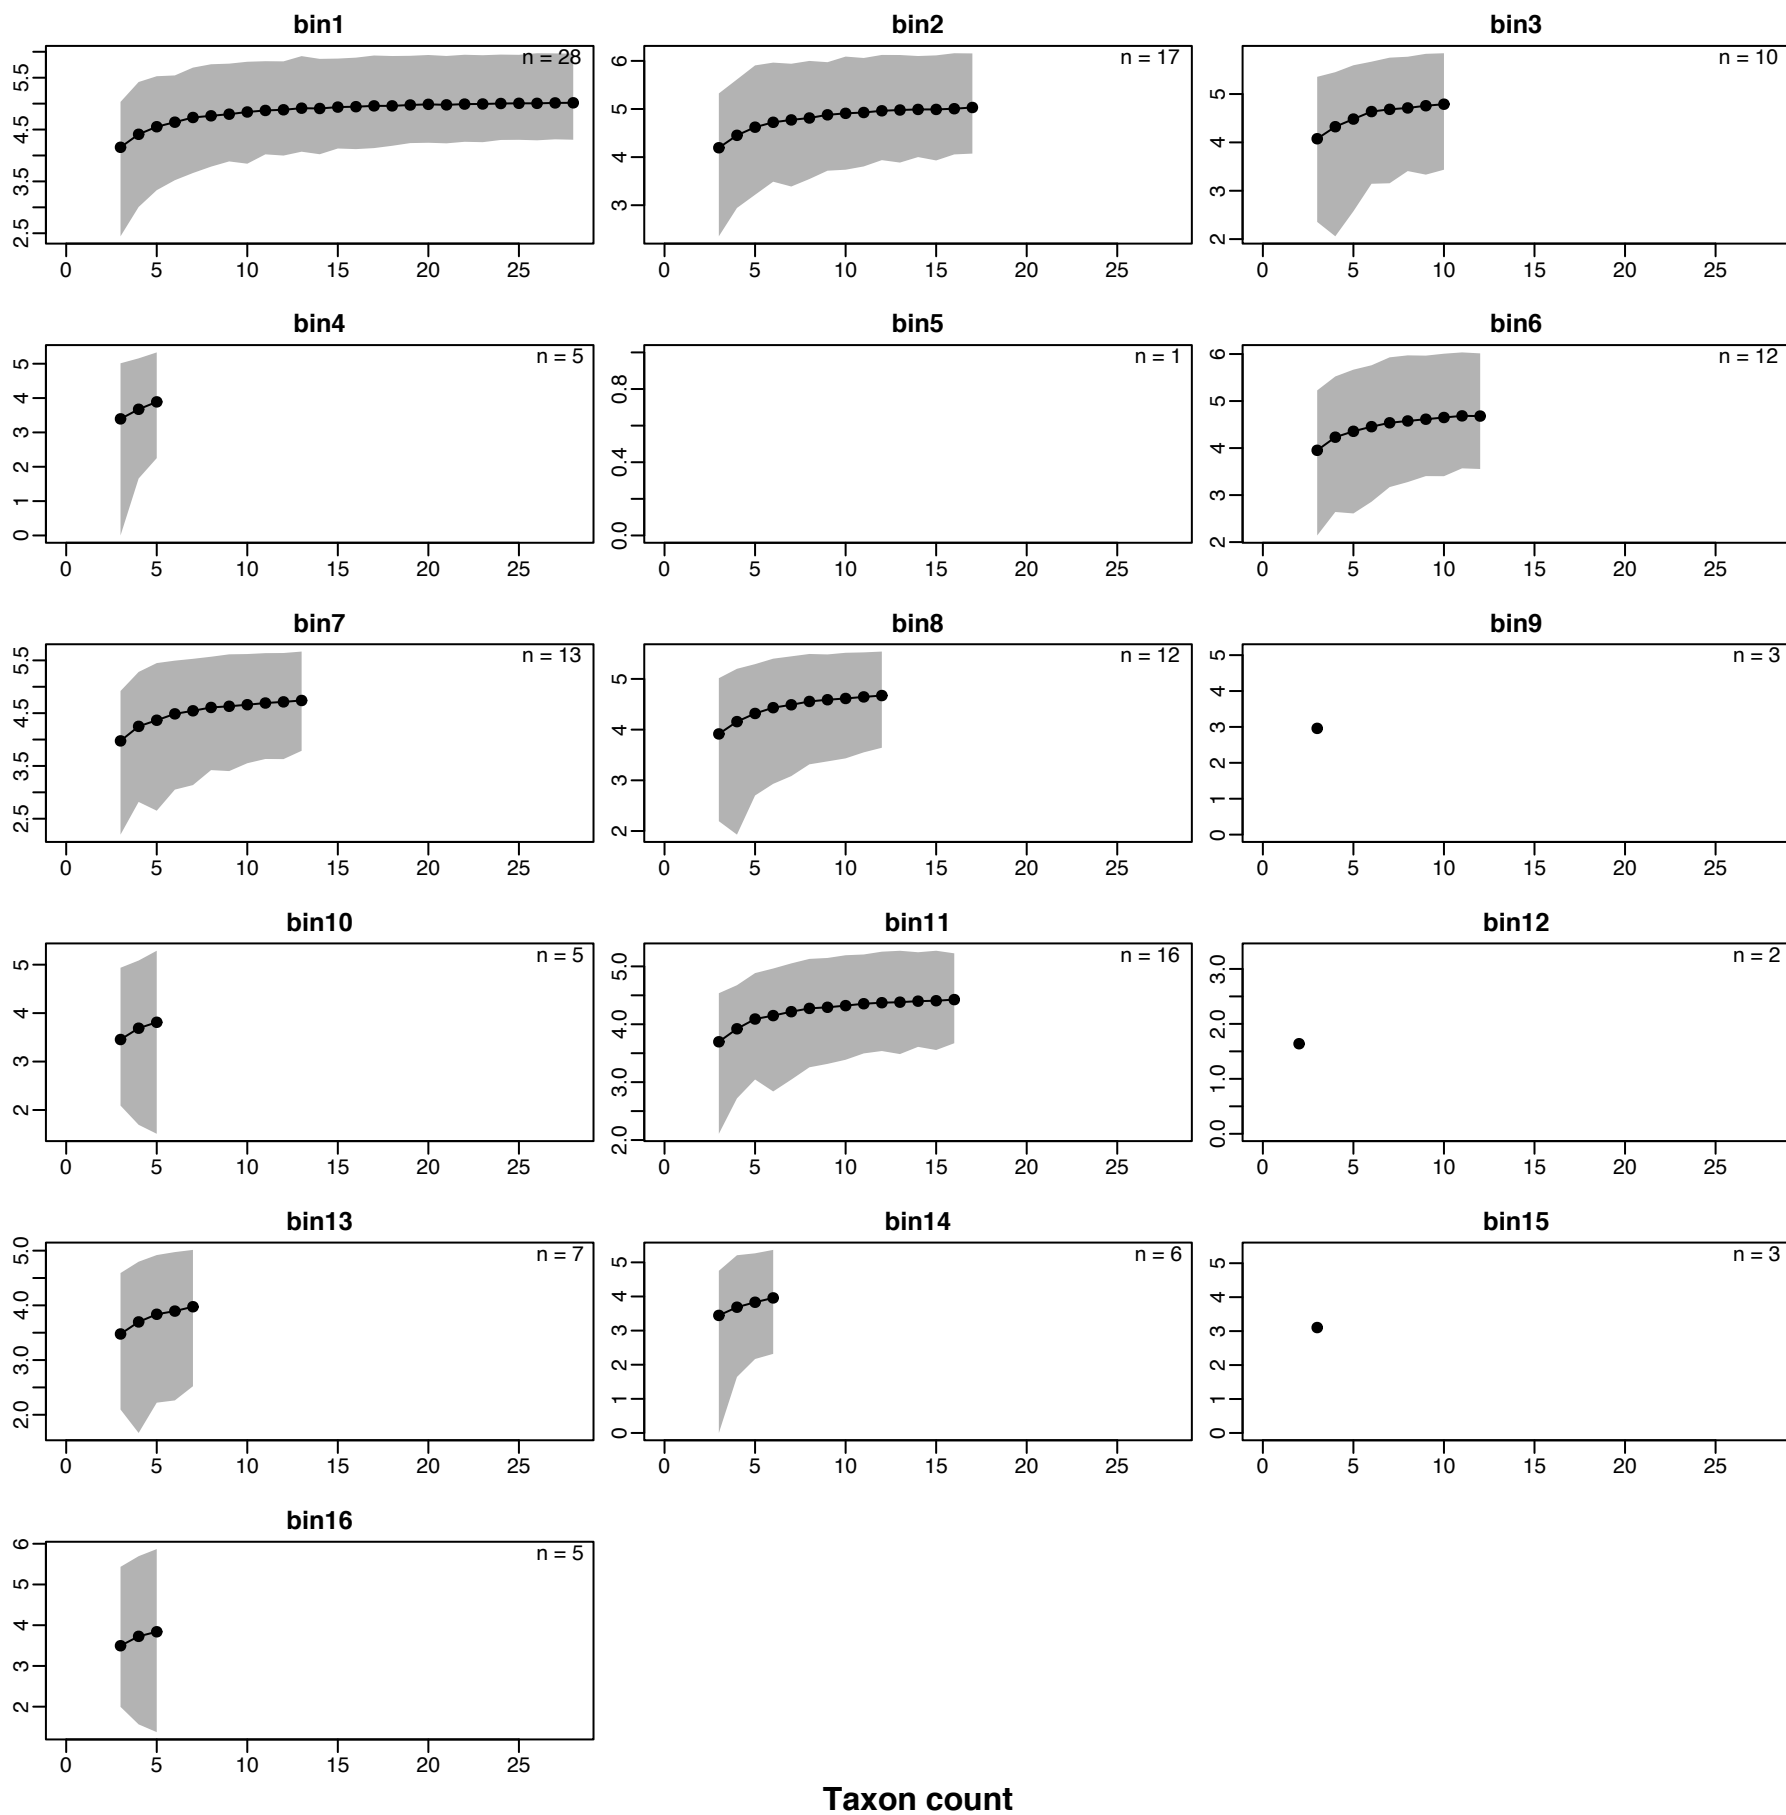 bin1 bin2 bin3
n = 28 n = 17 n = 10
2.5 3.5 4.5 5.5
3 4 5 6
2 3 4 5
0 5 10 15 20 25
0 5 10 15 20 25
0 5 10 15 20 25
bin4 bin5 bin6
n = 5 n = 1 n = 12
0 1 2 3 4 5
0.0 0.4 0.8
2 3 4 5 6
0 5 10 15 20 25
0 5 10 15 20 25
0 5 10 15 20 25
bin7 bin8 bin9
n = 13 n = 12 n = 3
2.5 3.5 4.5 5.5
2 3 4 5
0 1 2 3 4 5
0 5 10 15 20 25
0 5 10 15 20 25
0 5 10 15 20 25
bin10 bin11 bin12
n = 5 n = 16 n = 2
2 3 4 5
2.0 3.0 4.0 5.0
0.0 1.0 2.0 3.0
0 5 10 15 20 25
0 5 10 15 20 25
0 5 10 15 20 25
bin13 bin14 bin15
n = 7 n = 6 n = 3
2.0 3.0 4.0 5.0
0 1 2 3 4 5
0 1 2 3 4 5
0 5 10 15 20 25
0 5 10 15 20 25
0 5 10 15 20 25
bin16
n = 5
2 3 4 5 6
0 5 10 15 20 25
Taxon count